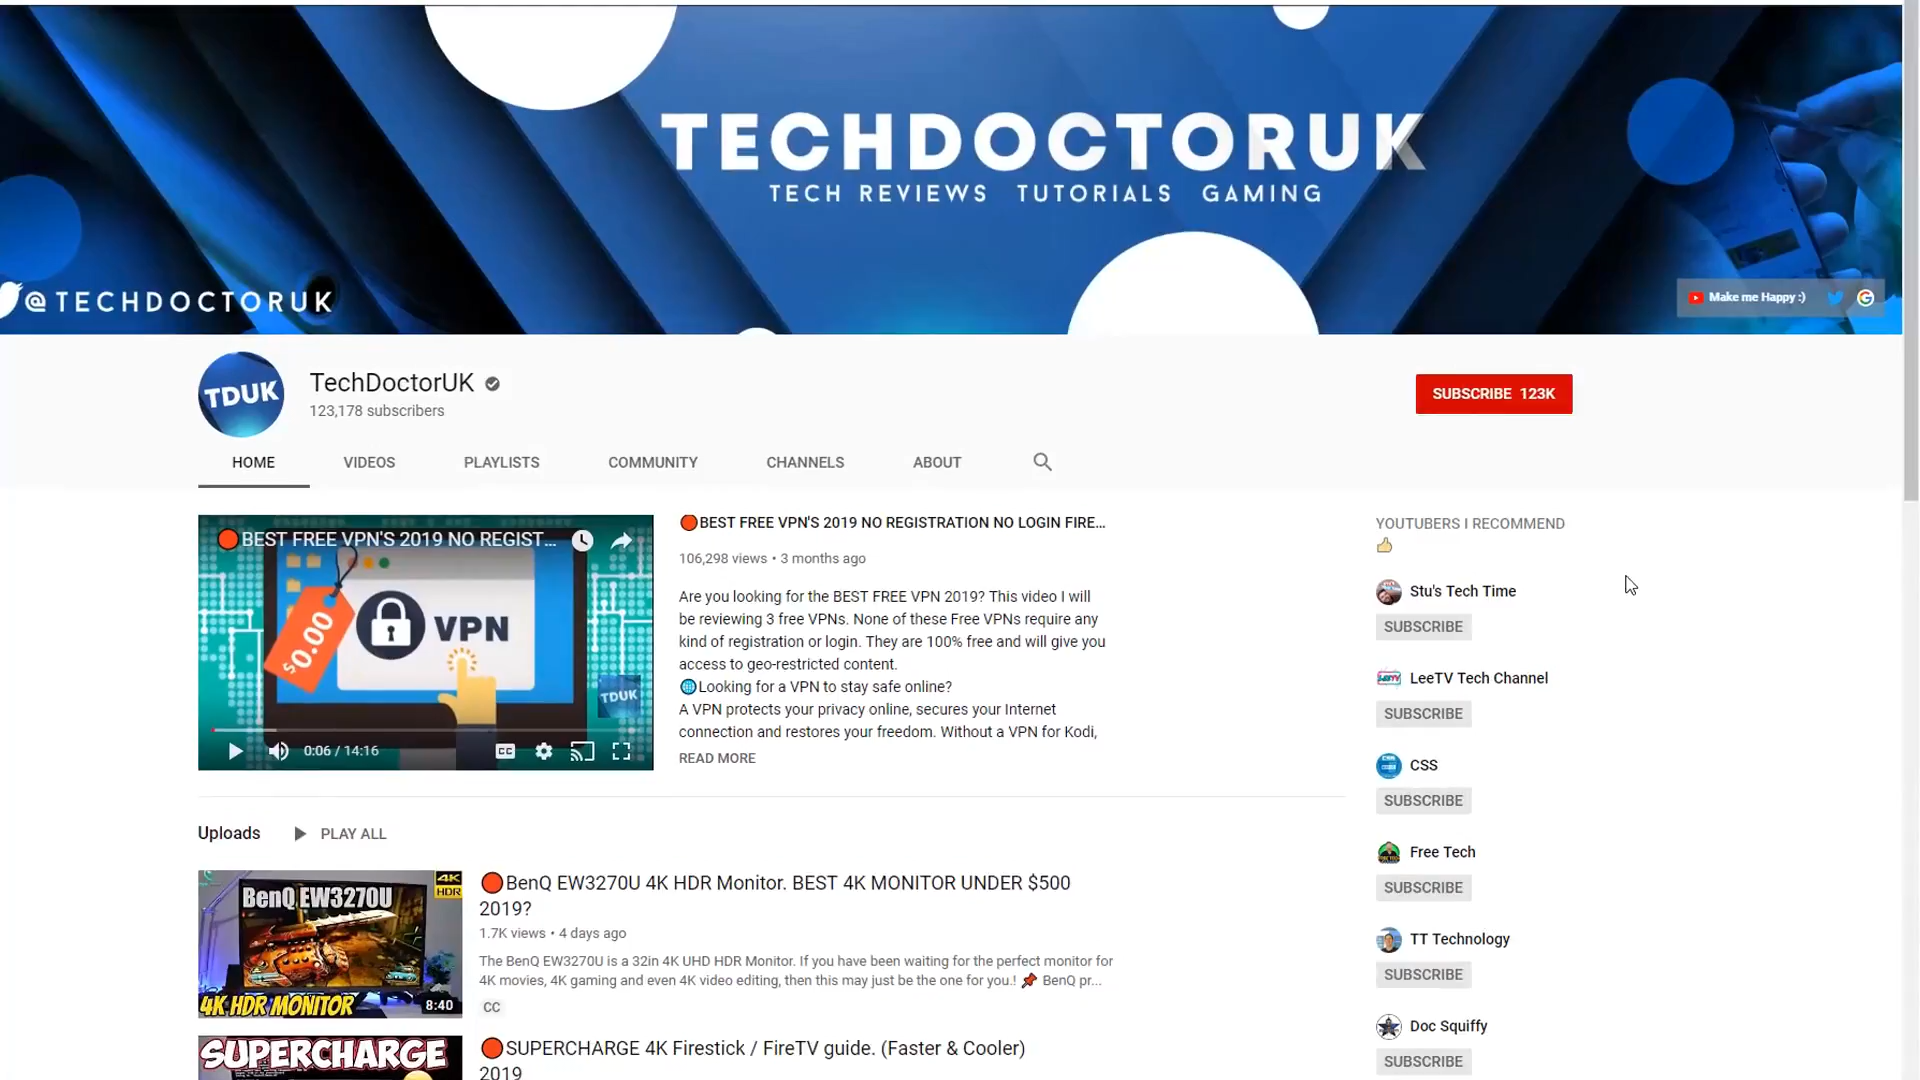 TECHDOCTORUK
TECH REVIEWS TUTORIALS GAMING
@TECHDOCTORUK
Make me Happy :)
TDUK
TechDoctorUK
123,178 subscribers
SUBSCRIBE 123K
HOME VIDEOS PLAYLISTS COMMUNITY CHANNELS ABOUT
BEST FREE VPN'S 2019 NO REGIST...
$0.00
VPN
TDUK
0:06 / 14:16
CC
BEST FREE VPN'S 2019 NO REGISTRATION NO LOGIN FIRE...
106,298 views • 3 months ago
Are you looking for the BEST FREE VPN 2019? This video I will
be reviewing 3 free VPNs. None of these Free VPNs require any
kind of registration or login. They are 100% free and will give you
access to geo-restricted content.
Looking for a VPN to stay safe online?
A VPN protects your privacy online, secures your Internet
connection and restores your freedom. Without a VPN for Kodi,
READ MORE
YOUTUBERS I RECOMMEND
Stu's Tech Time
SUBSCRIBE
LeeTV Tech Channel
SUBSCRIBE
CSS
SUBSCRIBE
Free Tech
SUBSCRIBE
TT Technology
SUBSCRIBE
Doc Squiffy
SUBSCRIBE
Uploads PLAY ALL
BenQ EW3270U
4K
HDR
4K HDR MONITOR
8:40
BenQ EW3270U 4K HDR Monitor. BEST 4K MONITOR UNDER $500
2019?
1.7K views • 4 days ago
The BenQ EW3270U is a 32in 4K UHD HDR Monitor. If you have been waiting for the perfect monitor for
4K movies, 4K gaming and even 4K video editing, then this may just be the one for you.! BenQ pr...
CC
SUPERCHARGE
SUPERCHARGE 4K Firestick / FireTV guide. (Faster & Cooler)
2019